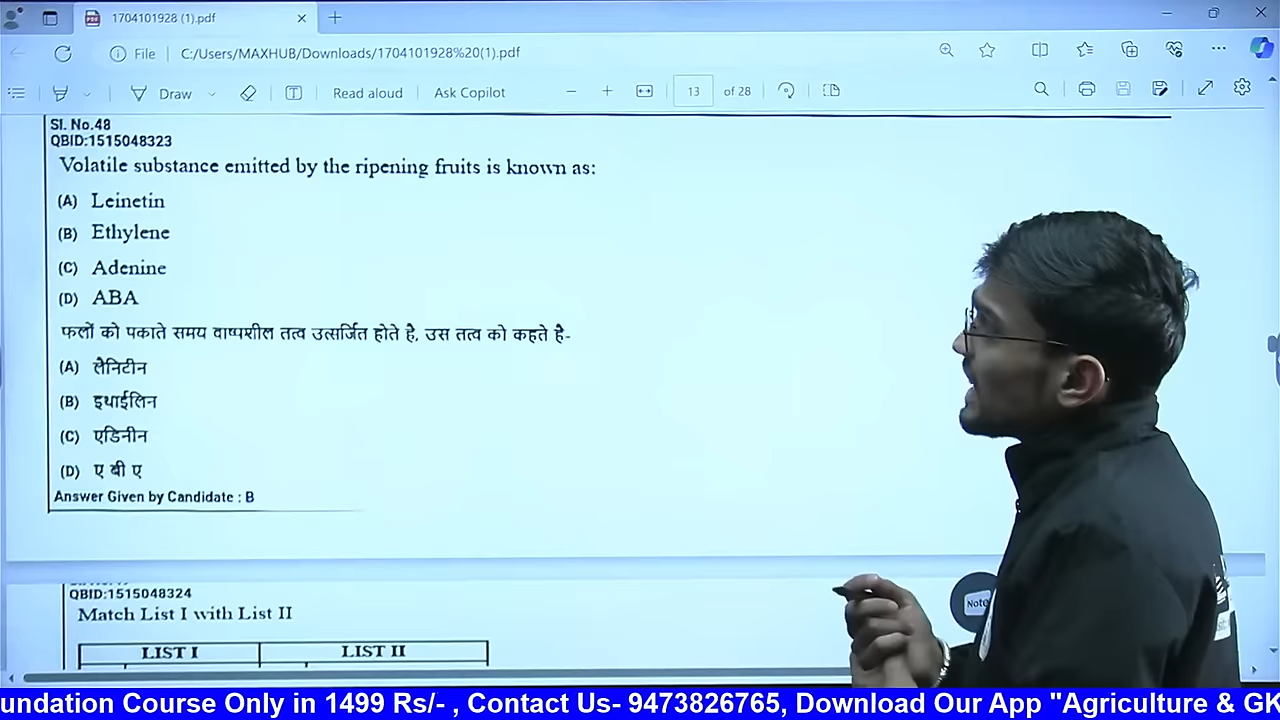 1704101928 (1).pdf
File
C:/Users/MAXHUB/Downloads/1704101928%20(1).pdf
Draw
Read aloud
Ask Copilot
13
of 28
Sl. No.48
QBID:1515048323
Volatile substance emitted by the ripening fruits is known as:
(A) Leinetin
(B) Ethylene
(C) Adenine
(D) ABA
फलों को पकाते समय वाष्पशील तत्व उत्सर्जित होते है, उस तत्व को कहते है-
(A) लैनिटीन
(B) इथाईलिन
(C) एडिनीन
(D) ए बी ए
Answer Given by Candidate : B
QBID:1515048324
Match List I with List II
LIST I
LIST II
Note
undation Course Only in 1499 Rs/- , Contact Us- 9473826765, Download Our App "Agriculture & GK